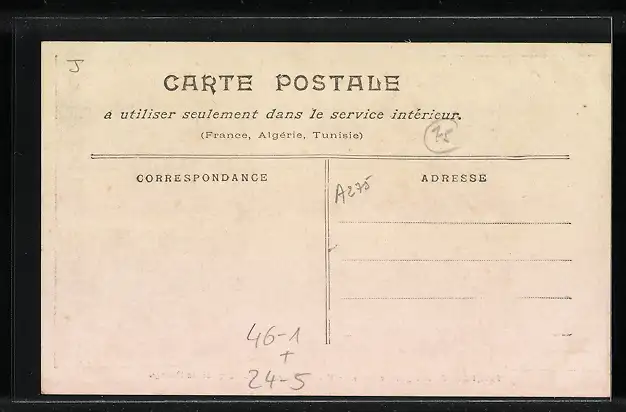 J
CARTE POSTALE
a utiliser seulement dans le service intérieur.
(France, Algérie, Tunisie)
75
CORRESPONDANCE
ADRESSE
A275
46-1
+
24-5